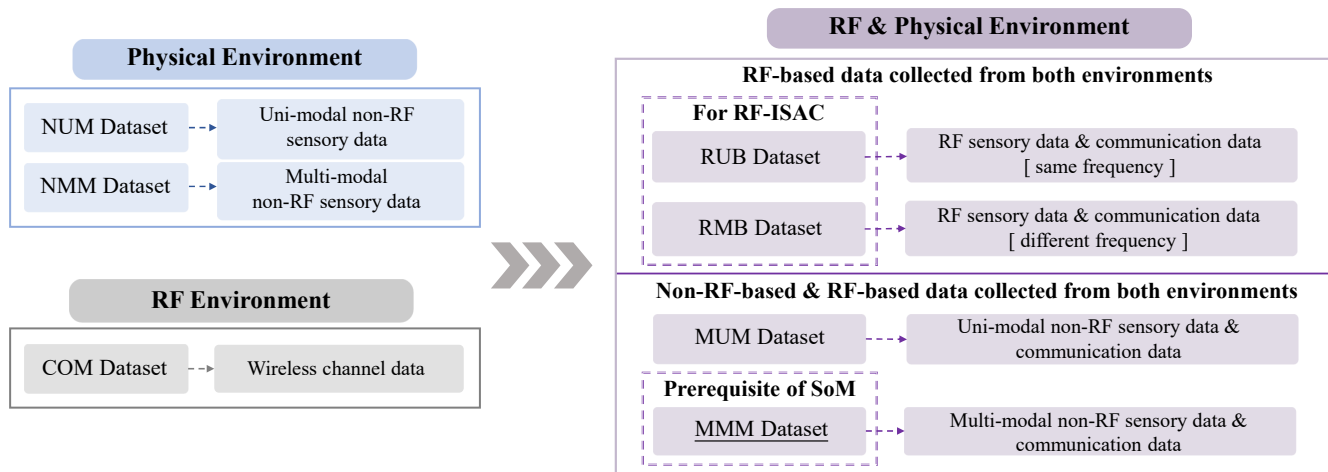 Physical Environment
NUM Dataset
Uni-modal non-RF
sensory data
NMM Dataset
Multi-modal
non-RF sensory data
RF Environment
COM Dataset
Wireless channel data
RF & Physical Environment
RF-based data collected from both environments
For RF-ISAC
RUB Dataset
RF sensory data & communication data
[ same frequency ]
RMB Dataset
RF sensory data & communication data
[ different frequency ]
Non-RF-based & RF-based data collected from both environments
MUM Dataset
Uni-modal non-RF sensory data &
communication data
Prerequisite of SoM
MMM Dataset
Multi-modal non-RF sensory data &
communication data